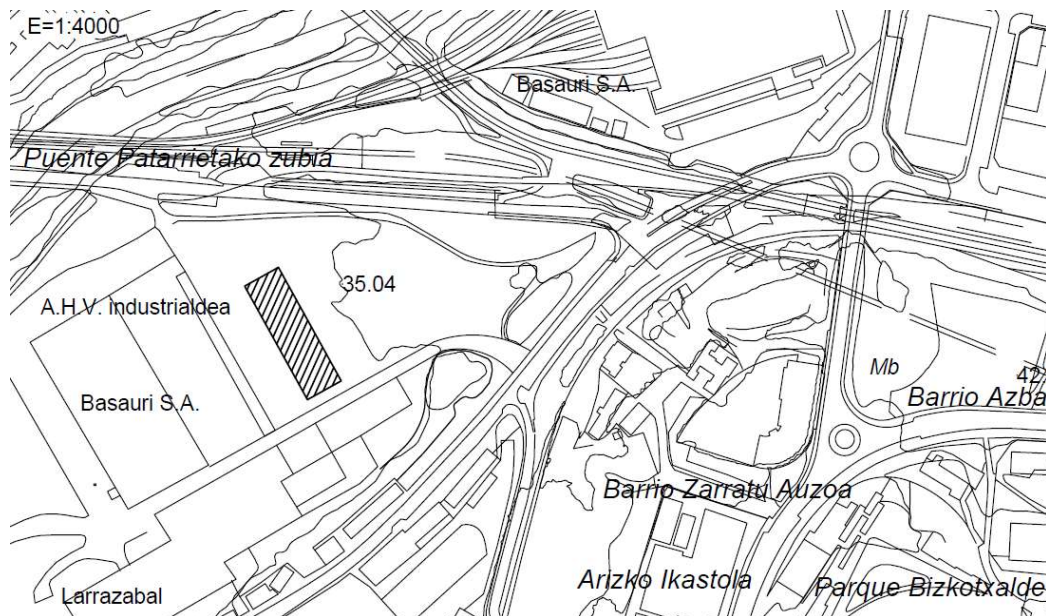 E=1:4000
Basauri S.A.
Puente Patarrietako zubia
35.04
A.H.V. industrialdea
Mb
42.
Basauri S.A.
Barrio Azba
Barrio Zarratu Auzoa
Arizko Ikastola
Parque Bizkotxalde
Larrazabal